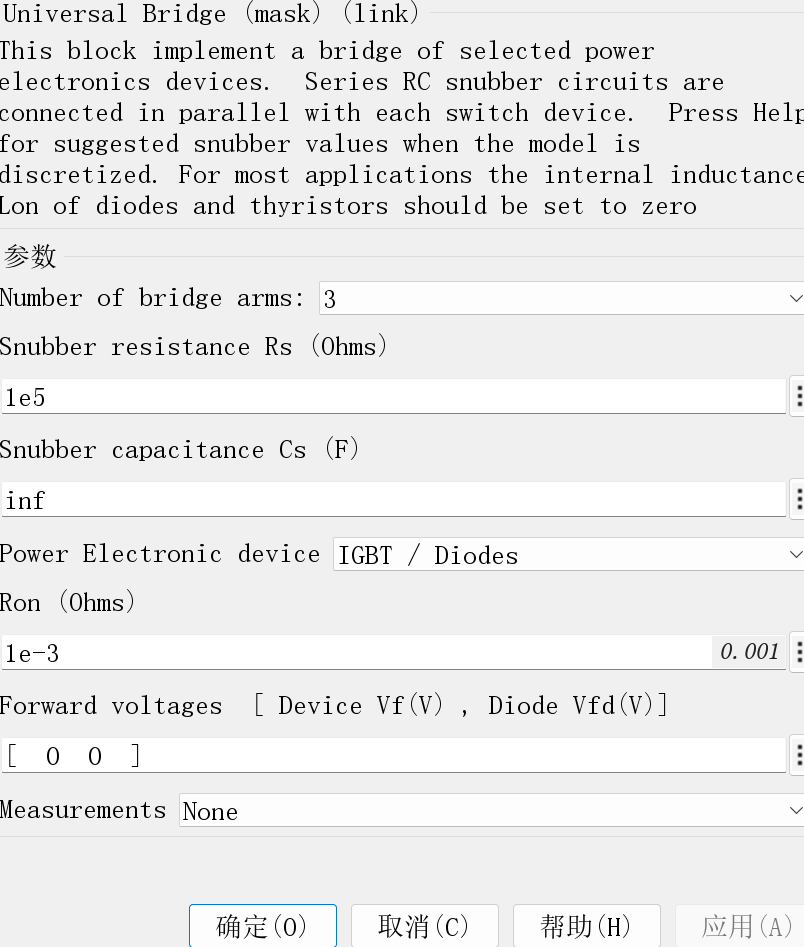 Universal Bridge (mask) (link)
This block implement a bridge of selected power
electronics devices.  Series RC snubber circuits are
connected in parallel with each switch device.  Press Help
for suggested snubber values when the model is
discretized. For most applications the internal inductance
Lon of diodes and thyristors should be set to zero
参数
Number of bridge arms: 3
Snubber resistance Rs (Ohms)
1e5
Snubber capacitance Cs (F)
inf
Power Electronic device IGBT / Diodes
Ron (Ohms)
1e-3 0.001
Forward voltages  [ Device Vf(V) , Diode Vfd(V)]
[  0  0  ]
Measurements None
确定(O) 取消(C) 帮助(H) 应用(A)